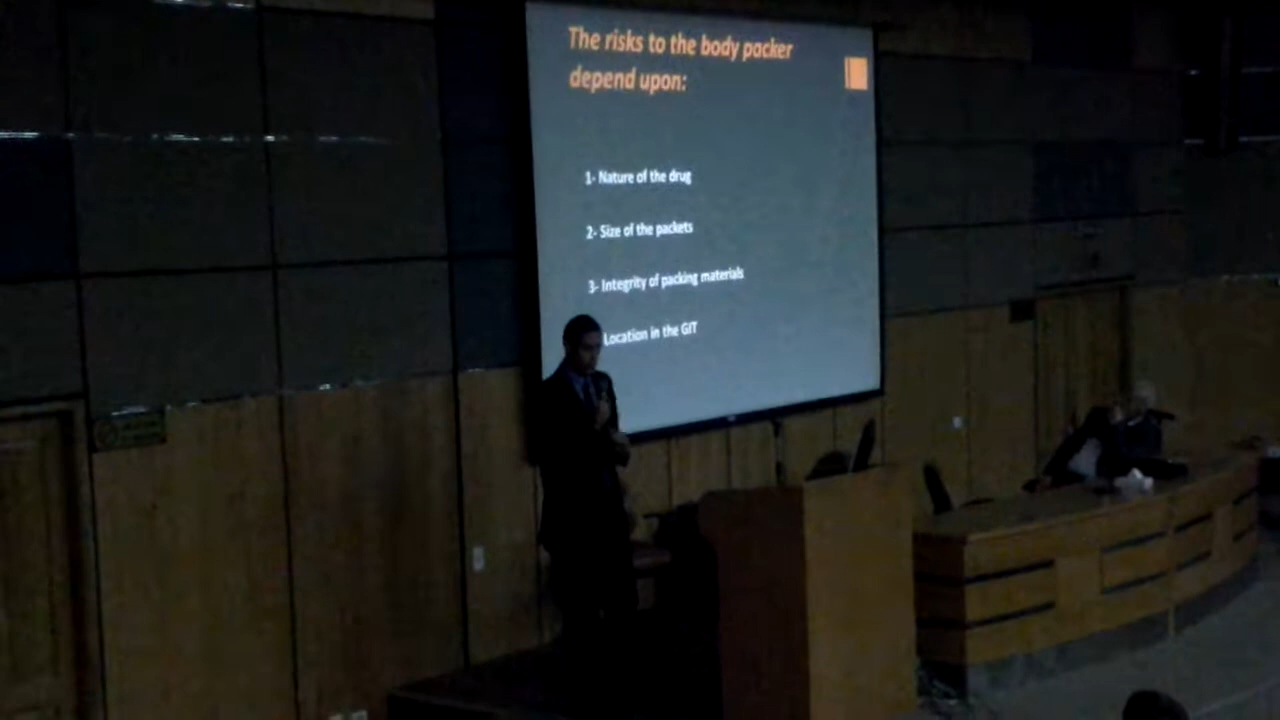 The risks to the body packer
depend upon:
1- Nature of the drug
2- Size of the packets
3- Integrity of packing materials
Location in the GIT